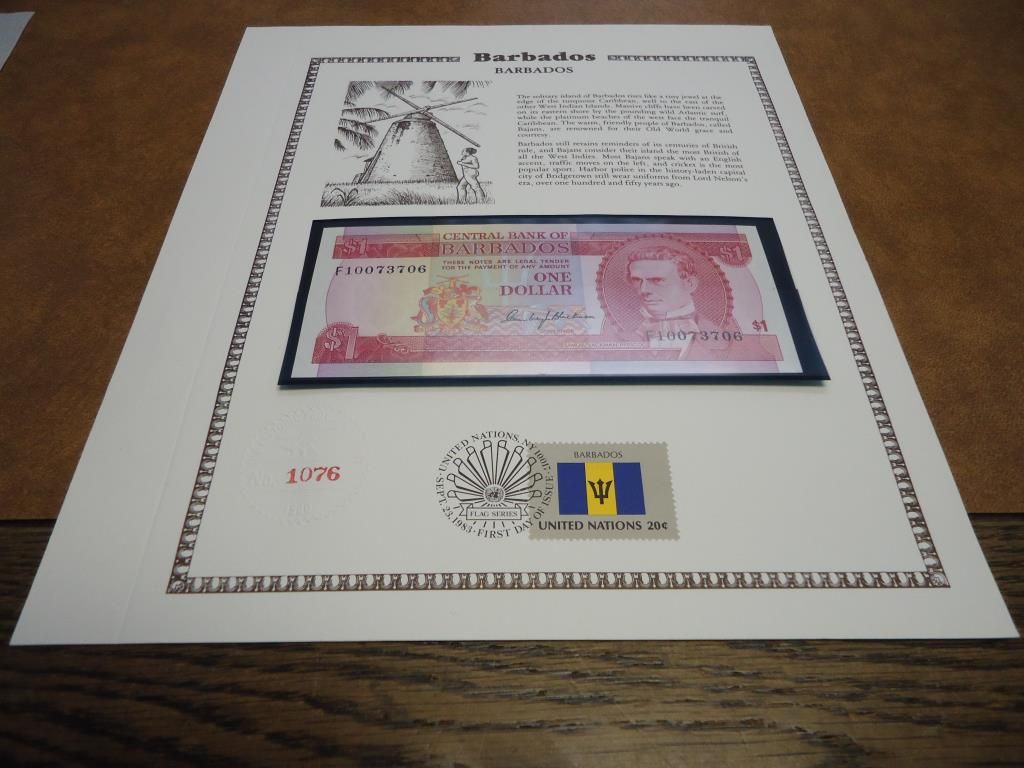 Barbados
BARBADOS
The solitary island of Barbados rises like a tiny jewel at the
edge of the turquoise Caribbean, well to the east of the
other West Indian Islands. Massive cliffs have been carved
on its eastern shore by the pounding wild Atlantic surf,
while the platinum beaches of the west face the tranquil
Caribbean. The warm, friendly people of Barbados, called
Bajans, are renowned for their Old World grace and
courtesy.
Barbados still retains reminders of its centuries of British
rule, and Bajans consider their island the most British of
all the West Indies. Most Bajans speak with an English
accent, traffic moves on the left, and cricket is the most
popular sport. Harbor police in the history-laden capital
city of Bridgetown still wear uniforms from Lord Nelson's
era, over one hundred and fifty years ago.
$1
CENTRAL BANK OF
BARBADOS
$1
F10073706
THESE NOTES ARE LEGAL TENDER
FOR THE PAYMENT OF ANY AMOUNT
ONE
DOLLAR
GOVERNOR
$1
F10073706
$1
NO. 1076
UNITED NATIONS, NY 10017
SEPT. 23, 1983 · FIRST DAY OF ISSUE
FLAG SERIES
BARBADOS
UNITED NATIONS 20¢